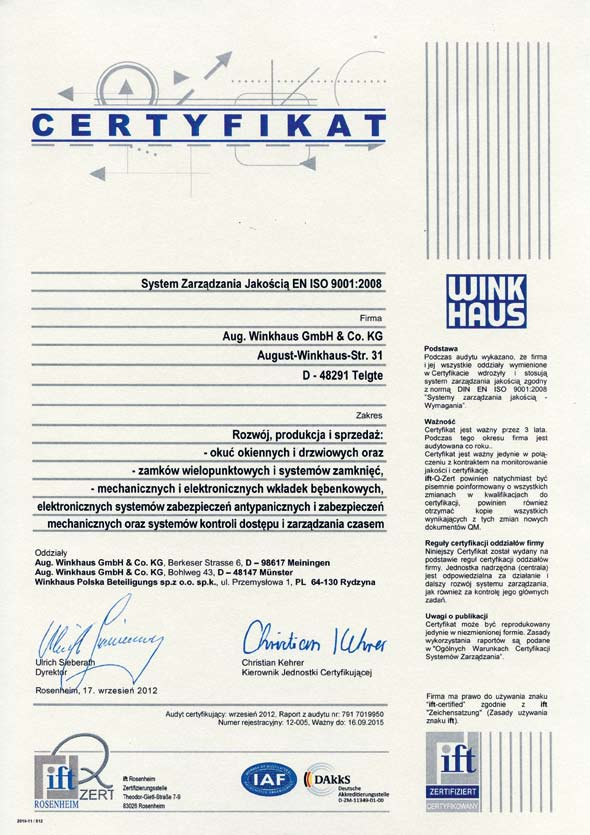 CERTYFIKAT
System Zarządzania Jakością EN ISO 9001:2008
Firma
Aug. Winkhaus GmbH & Co. KG
August-Winkhaus-Str. 31
D - 48291 Telgte
Zakres
Rozwój, produkcja i sprzedaż:
- okuć okiennych i drzwiowych oraz
- zamków wielopunktowych i systemów zamknięć,
- mechanicznych i elektronicznych wkładek bębenkowych,
elektronicznych systemów zabezpieczeń antypanicznych i zabezpieczeń
mechanicznych oraz systemów kontroli dostępu i zarządzania czasem
Oddziały
Aug. Winkhaus GmbH & Co. KG, Berkeser Strasse 6, D – 98617 Meiningen
Aug. Winkhaus GmbH & Co. KG, Bohlweg 43, D – 48147 Münster
Winkhaus Polska Beteiligungs sp.z o.o. sp.k., ul. Przemysłowa 1, PL 64-130 Rydzyna
Christian Kehrer
Ulrich Sieberath
Dyrektor
Christian Kehrer
Kierownik Jednostki Certyfikującej
Rosenheim, 17. wrzesień 2012
Audyt certyfikujący: wrzesień 2012, Raport z audytu nr: 791 7019950
Numer rejestracyjny: 12-005, Ważny do: 16.09.2015
WINK
HAUS
Podstawa
Podczas audytu wykazano, że firma
i jej wszystkie oddziały wymienione
w Certyfikacie wdrożyły i stosują
system zarządzania jakością zgodny
z normą DIN EN ISO 9001:2008
"Systemy zarządzania jakością -
Wymagania".
Ważność
Certyfikat jest ważny przez 3 lata.
Podczas tego okresu firma jest
audytowana co roku..
Certyfikat jest ważny jedynie w połą-
czeniu z kontraktem na monitorowanie
jakości i certyfikację.
ift-Q-Zert powinien natychmiast być
pisemnie poinformowany o wszystkich
zmianach w kwalifikacjach do
certyfikacji, powinien również
otrzymać kopie wszystkich
wynikających z tych zmian nowych
dokumentów QM.
Reguły certyfikacji oddziałów firmy
Niniejszy Certyfikat został wydany na
podstawie reguł certyfikacji oddziałów
firmy. Jednostka nadrzędna (centrala)
jest odpowiedzialna za działanie i
dalszy rozwój systemu zarządzania,
jak również za kontrolę jego głównych
zadań.
Uwagi o publikacji
Certyfikat może być reprodukowany
jedynie w niezmienionej formie. Zasady
wykorzystania raportów są podane
w "Ogólnych Warunkach Certyfikacji
Systemów Zarządzania".
Firma ma prawo do używania znaku
"ift-certified" zgodnie z ift
"Zeichensatzung" (Zasady używania
znaku ift).
ift
ROSENHEIM
ZERT
ift Rosenheim
Zertifizierungsstelle
Theodor-Gietl-Straße 7-9
83026 Rosenheim
IAF
DAkkS
Deutsche
Akkreditierungsstelle
D-ZM-11349-01-00
ift
ZERTIFIZIERT
CERTYFIKOWANY